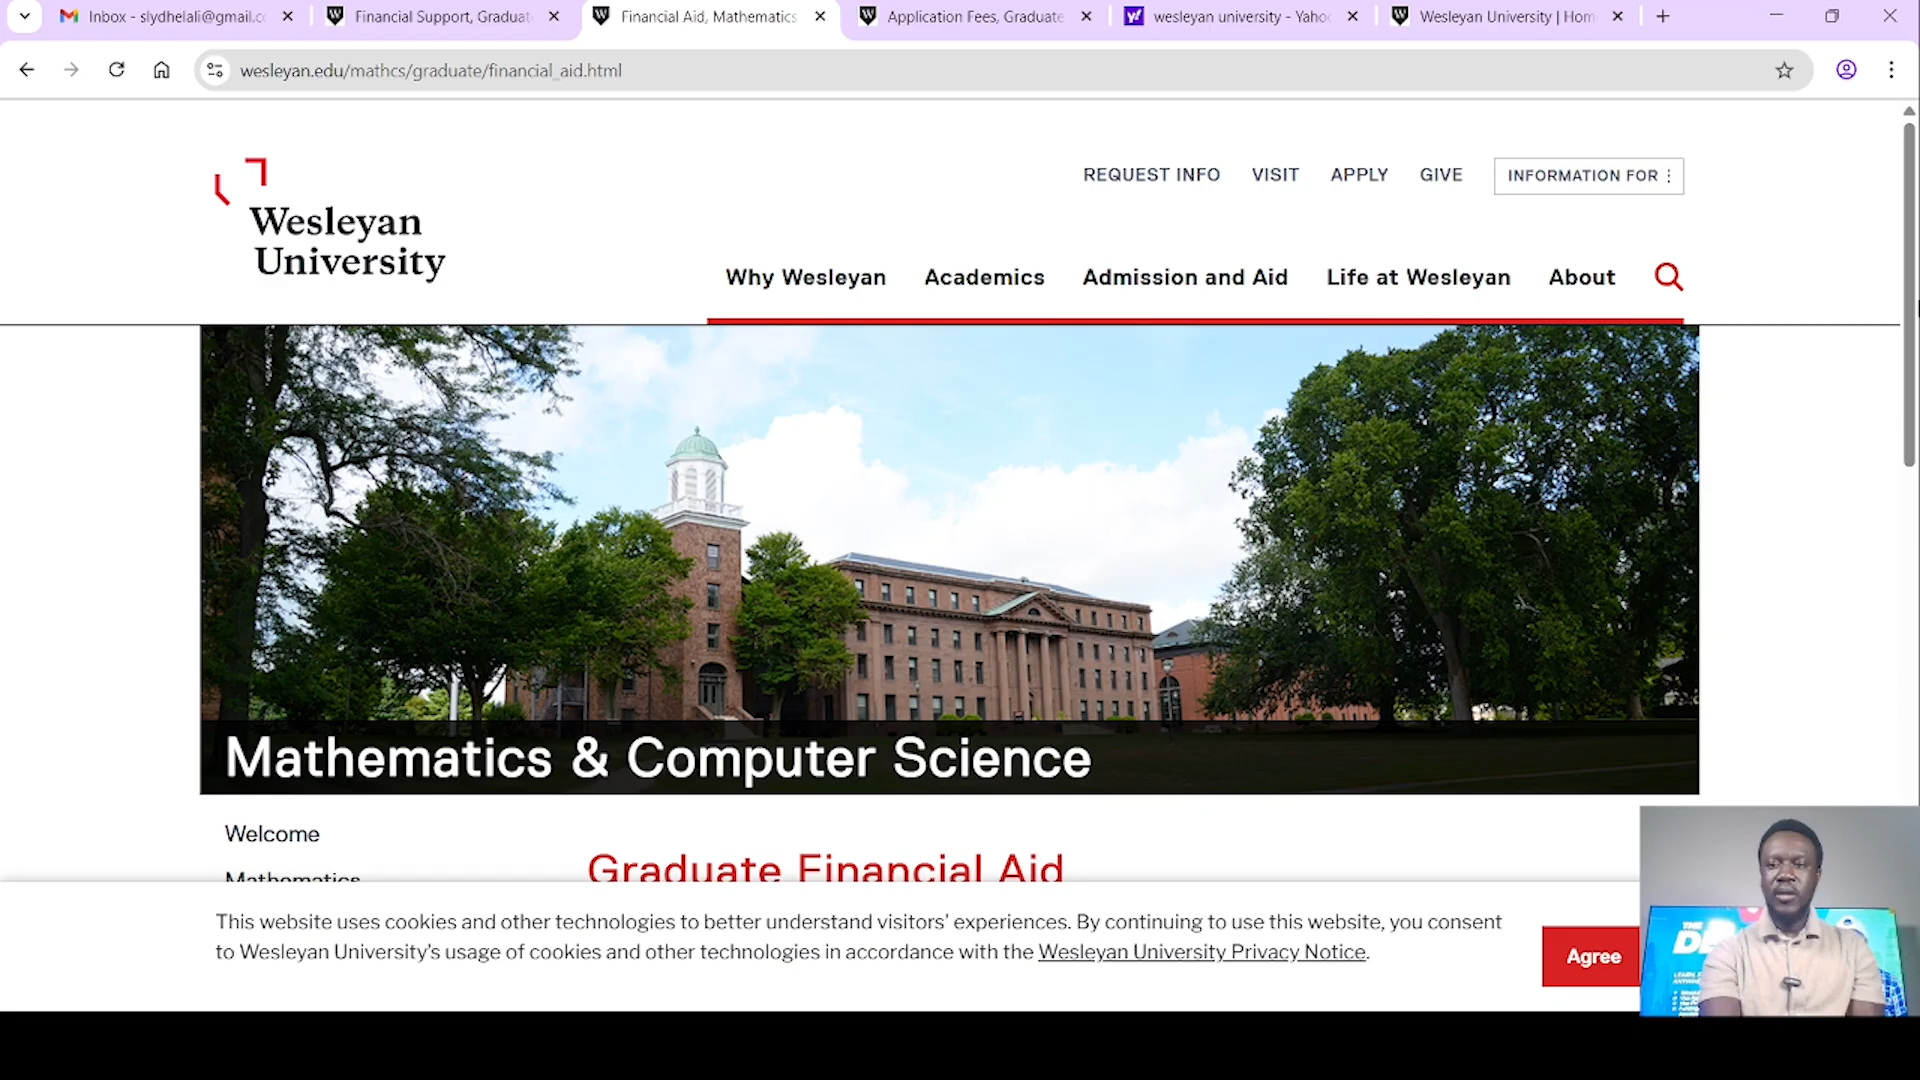 Inbox - slydhelali@gmail.c
Financial Support, Graduat
Financial Aid, Mathematics
Application Fees, Graduate
wesleyan university - Yaho
Wesleyan University | Hom
wesleyan.edu/mathcs/graduate/financial_aid.html
REQUEST INFO VISIT APPLY GIVE INFORMATION FOR
Wesleyan
University
Why Wesleyan Academics Admission and Aid Life at Wesleyan About
Mathematics & Computer Science
Welcome
Mathematics
Graduate Financial Aid
This website uses cookies and other technologies to better understand visitors' experiences. By continuing to use this website, you consent
to Wesleyan University's usage of cookies and other technologies in accordance with the Wesleyan University Privacy Notice.
Agree